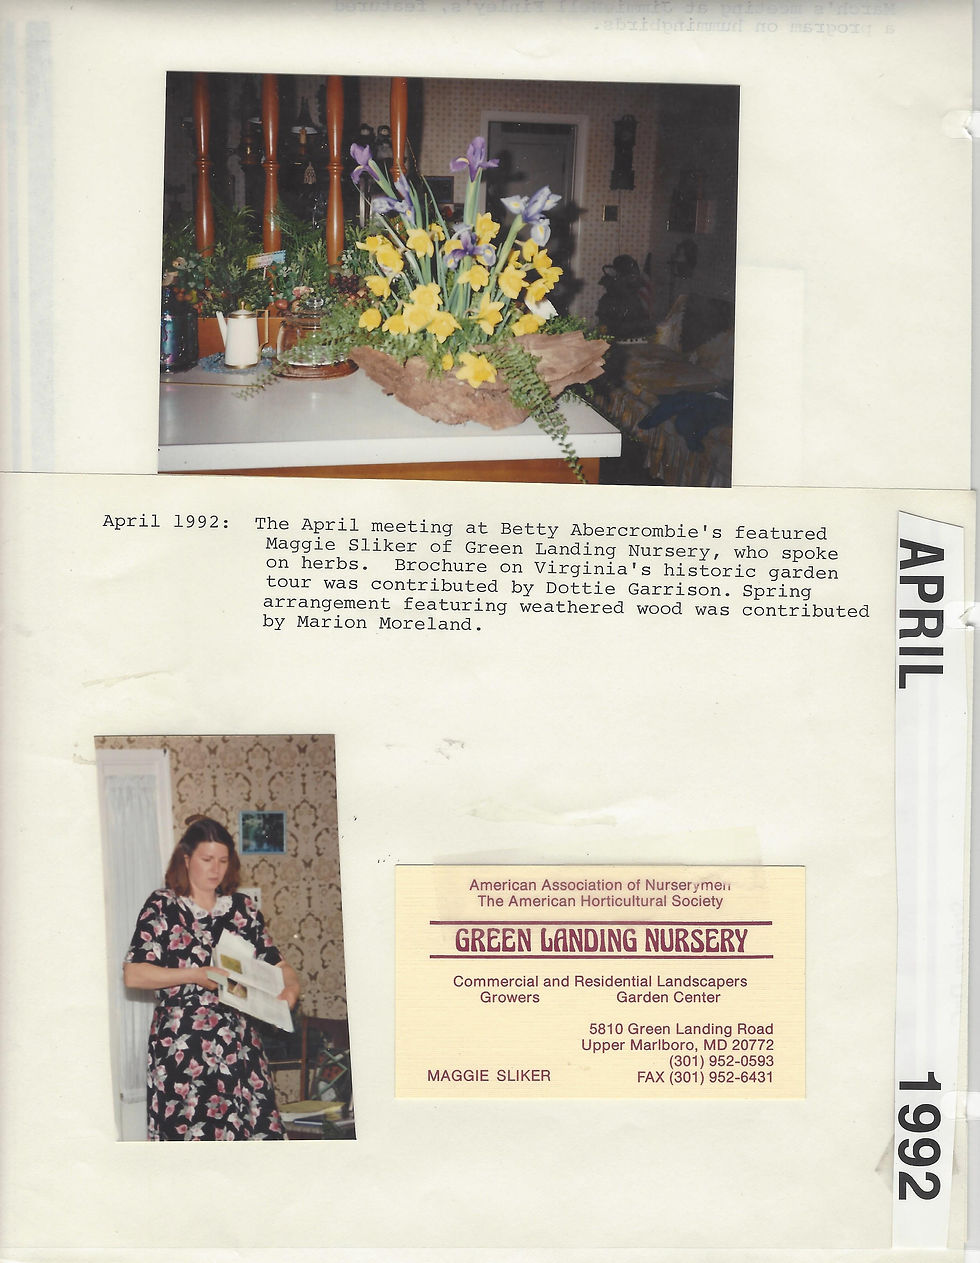 March's meeting at JimmieNell Finley's, featured
a program on hummingbirds.
April 1992: The April meeting at Betty Abercrombie's featured
Maggie Sliker of Green Landing Nursery, who spoke
on herbs. Brochure on Virginia's historic garden
tour was contributed by Dottie Garrison. Spring
arrangement featuring weathered wood was contributed
by Marion Moreland.
APRIL 1992
American Association of Nurserymen
The American Horticultural Society
GREEN LANDING NURSERY
Commercial and Residential Landscapers
Growers Garden Center
5810 Green Landing Road
Upper Marlboro, MD 20772
(301) 952-0593
MAGGIE SLIKER FAX (301) 952-6431